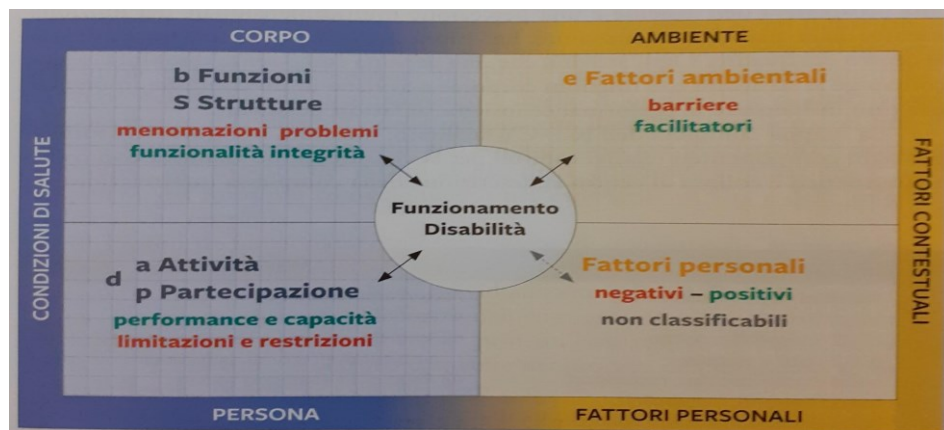 CORPO
AMBIENTE
CONDIZIONI DI SALUTE
b Funzioni
S Strutture
menomazioni problemi
funzionalità integrità
e Fattori ambientali
barriere
facilitatori
Funzionamento
Disabilità
d
a Attività
p Partecipazione
performance e capacità
limitazioni e restrizioni
Fattori personali
negativi – positivi
non classificabili
FATTORI CONTESTUALI
PERSONA
FATTORI PERSONALI